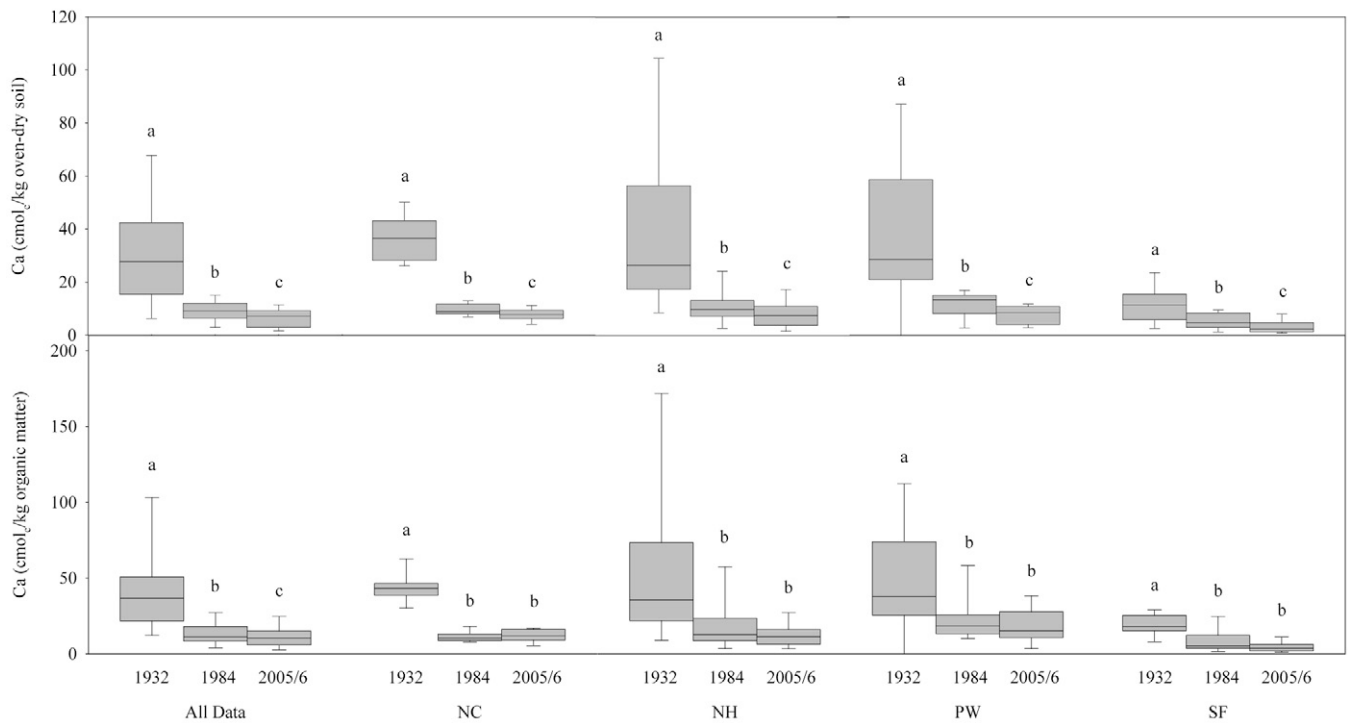 120
100
80
60
40
20
0
Ca (cmolc/kg oven-dry soil)
a
b
c
a
b
c
a
b
c
a
b
c
a
b
c
200
150
100
50
0
Ca (cmolc/kg organic matter)
a
b
c
a
b
b
a
b
b
a
b
b
a
b
b
1932 1984 2005/6 1932 1984 2005/6 1932 1984 2005/6 1932 1984 2005/6 1932 1984 2005/6
All Data NC NH PW SF